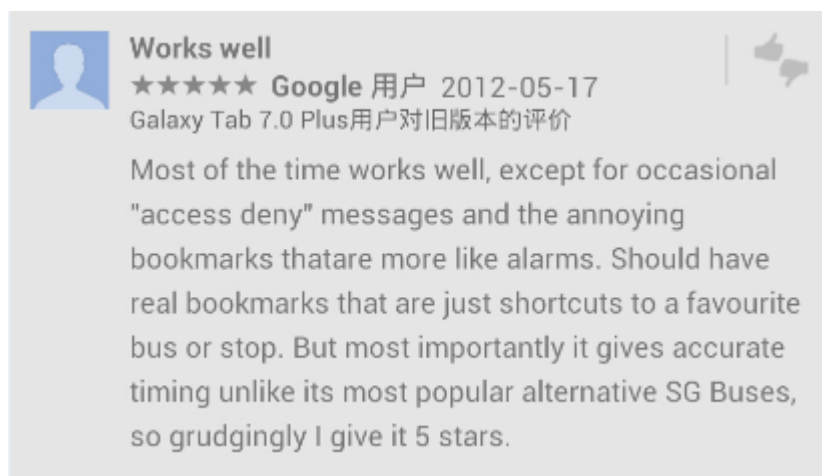 Works well
★★★★★ Google 用户 2012-05-17
Galaxy Tab 7.0 Plus用户对旧版本的评价
Most of the time works well, except for occasional
"access deny" messages and the annoying
bookmarks thatare more like alarms. Should have
real bookmarks that are just shortcuts to a favourite
bus or stop. But most importantly it gives accurate
timing unlike its most popular alternative SG Buses,
so grudgingly I give it 5 stars.